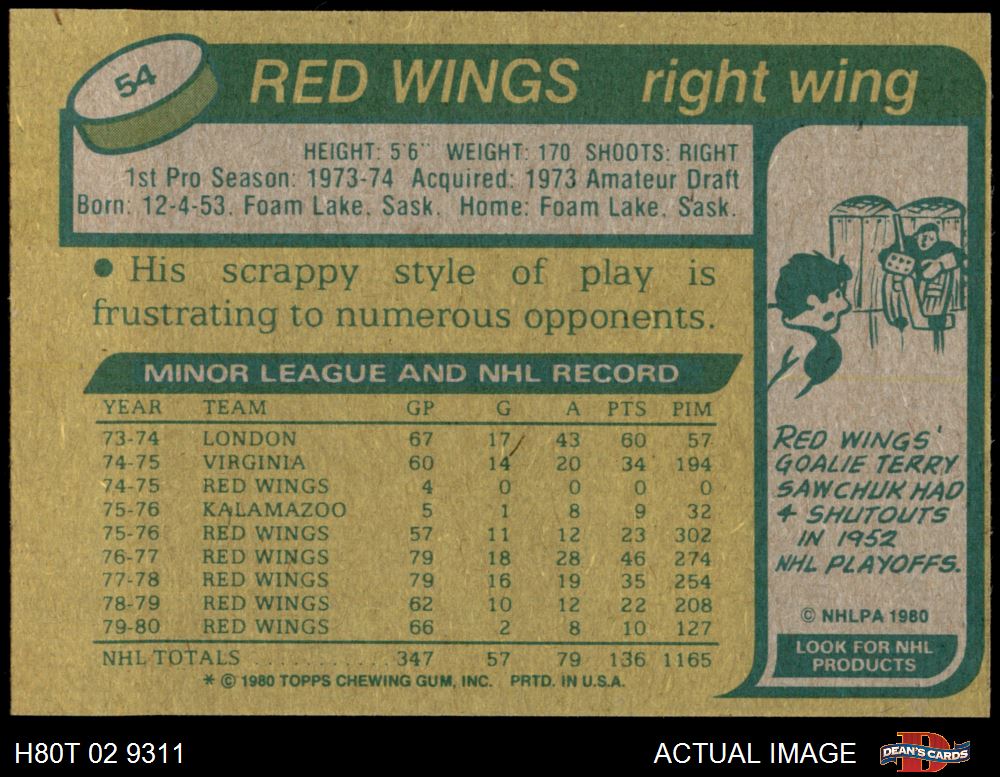 54
RED WINGS right wing
HEIGHT: 5'6" WEIGHT: 170 SHOOTS: RIGHT
1st Pro Season: 1973-74 Acquired: 1973 Amateur Draft
Born: 12-4-53. Foam Lake. Sask. Home: Foam Lake. Sask.
● His scrappy style of play is
frustrating to numerous opponents.
MINOR LEAGUE AND NHL RECORD
YEAR TEAM GP G A PTS PIM
73-74 LONDON 67 17 43 60 57
74-75 VIRGINIA 60 14 20 34 194
74-75 RED WINGS 4 0 0 0 0
75-76 KALAMAZOO 5 1 8 9 32
75-76 RED WINGS 57 11 12 23 302
76-77 RED WINGS 79 18 28 46 274
77-78 RED WINGS 79 16 19 35 254
78-79 RED WINGS 62 10 12 22 208
79-80 RED WINGS 66 2 8 10 127
NHL TOTALS . . . . . . . . . . . . 347 57 79 136 1165
* © 1980 TOPPS CHEWING GUM, INC. PRTD. IN U.S.A.
RED WINGS'
GOALIE TERRY
SAWCHUK HAD
4 SHUTOUTS
IN 1952
NHL PLAYOFFS.
© NHLPA 1980
LOOK FOR NHL
PRODUCTS
H80T 02 9311
ACTUAL IMAGE
D
DEAN'S CARDS